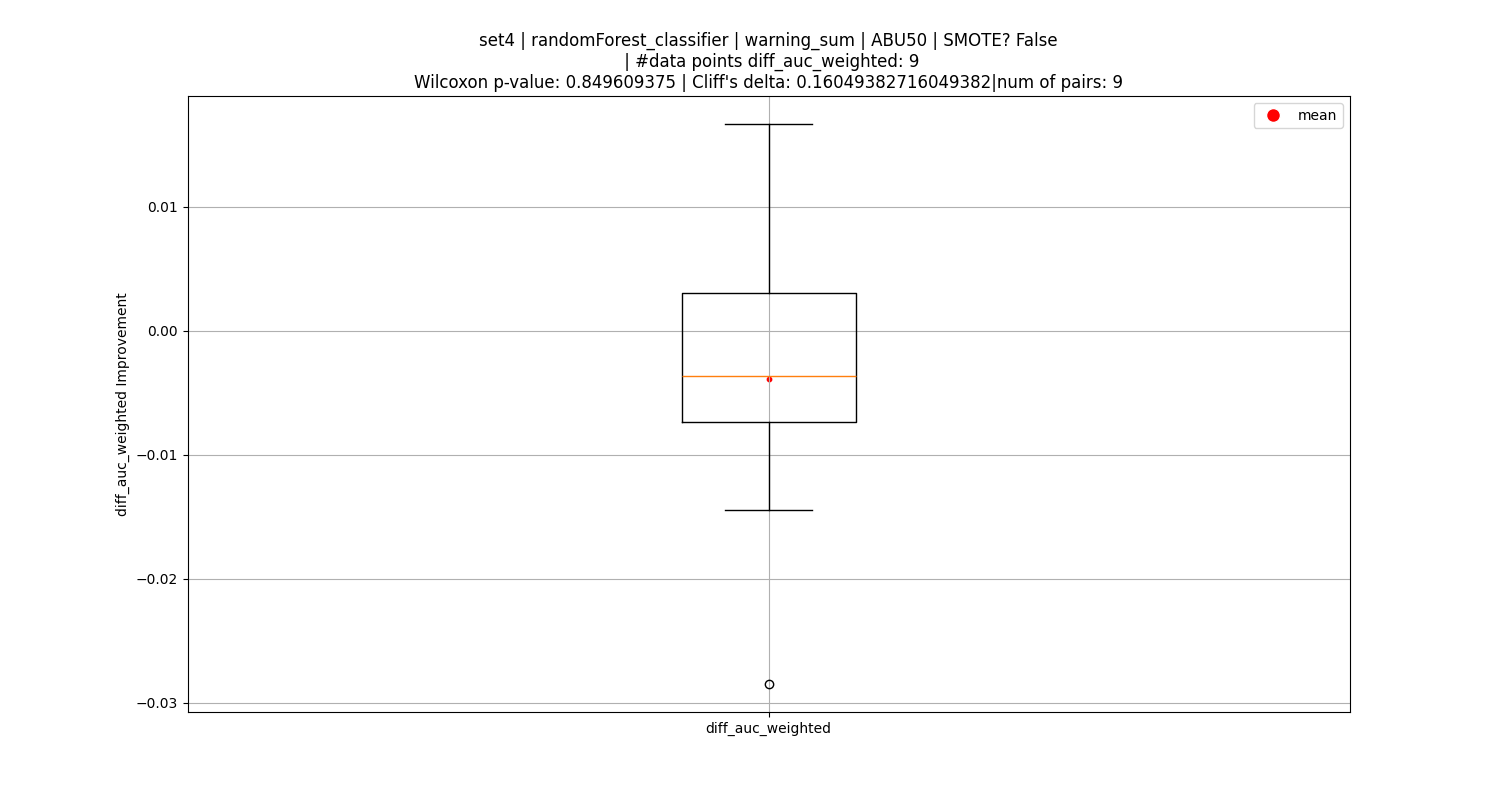 set4 | randomForest_classifier | warning_sum | ABU50 | SMOTE? False
| #data points diff_auc_weighted: 9
Wilcoxon p-value: 0.849609375 | Cliff's delta: 0.16049382716049382|num of pairs: 9
mean
0.01
0.00
−0.01
−0.02
−0.03
diff_auc_weighted Improvement
diff_auc_weighted